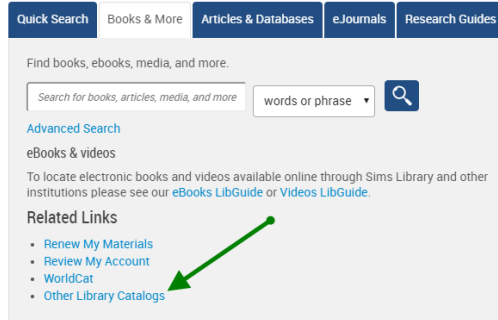 Quick Search Books & More Articles & Databases eJournals Research Guides
Find books, ebooks, media, and more.
Search for books, articles, media, and more words or phrase
Advanced Search
eBooks & videos
To locate electronic books and videos available online through Sims Library and other
institutions please see our eBooks LibGuide or Videos LibGuide.
Related Links
• Renew My Materials
• Review My Account
• WorldCat
• Other Library Catalogs